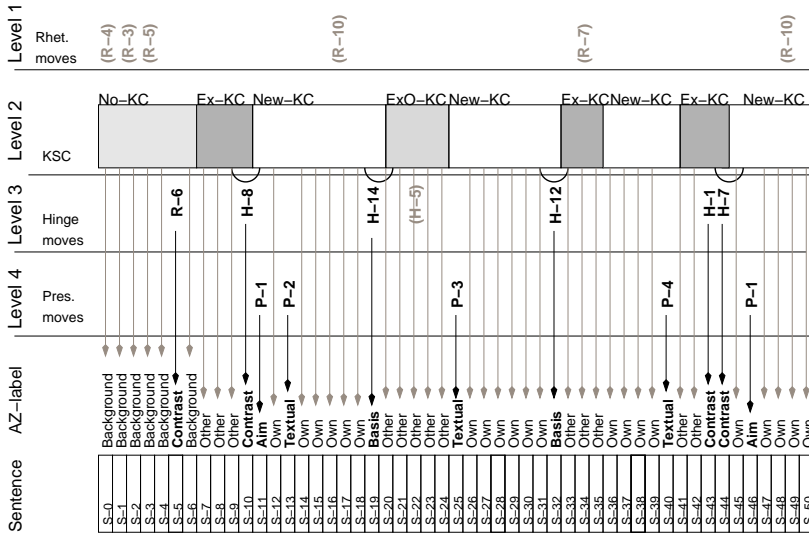 Level 1
Rhet.
moves
(R−4)
(R−3)
(R−5)
(R−10)
(R−7)
(R−10)
Level 2
KSC
No−KC
Ex−KC
New−KC
ExO−KC
New−KC
Ex−KC
New−KC
Ex−KC
New−KC
Level 3
Hinge
moves
R−6
H−8
H−14
(H−5)
H−12
H−1
H−7
Level 4
Pres.
moves
P−1
P−2
P−3
P−4
P−1
AZ−label
Background
Background
Background
Background
Background
Contrast
Background
Other
Other
Other
Contrast
Aim
Own
Textual
Own
Own
Own
Own
Own
Basis
Other
Other
Other
Other
Other
Textual
Own
Own
Own
Own
Own
Own
Basis
Other
Other
Other
Own
Own
Own
Own
Textual
Other
Other
Contrast
Contrast
Own
Aim
Own
Own
Own
Own
Sentence
S−0
S−1
S−2
S−3
S−4
S−5
S−6
S−7
S−8
S−9
S−10
S−11
S−12
S−13
S−14
S−15
S−16
S−17
S−18
S−19
S−20
S−21
S−22
S−23
S−24
S−25
S−26
S−27
S−28
S−29
S−30
S−31
S−32
S−33
S−34
S−35
S−36
S−37
S−38
S−39
S−40
S−41
S−42
S−43
S−44
S−45
S−46
S−47
S−48
S−49
S−50